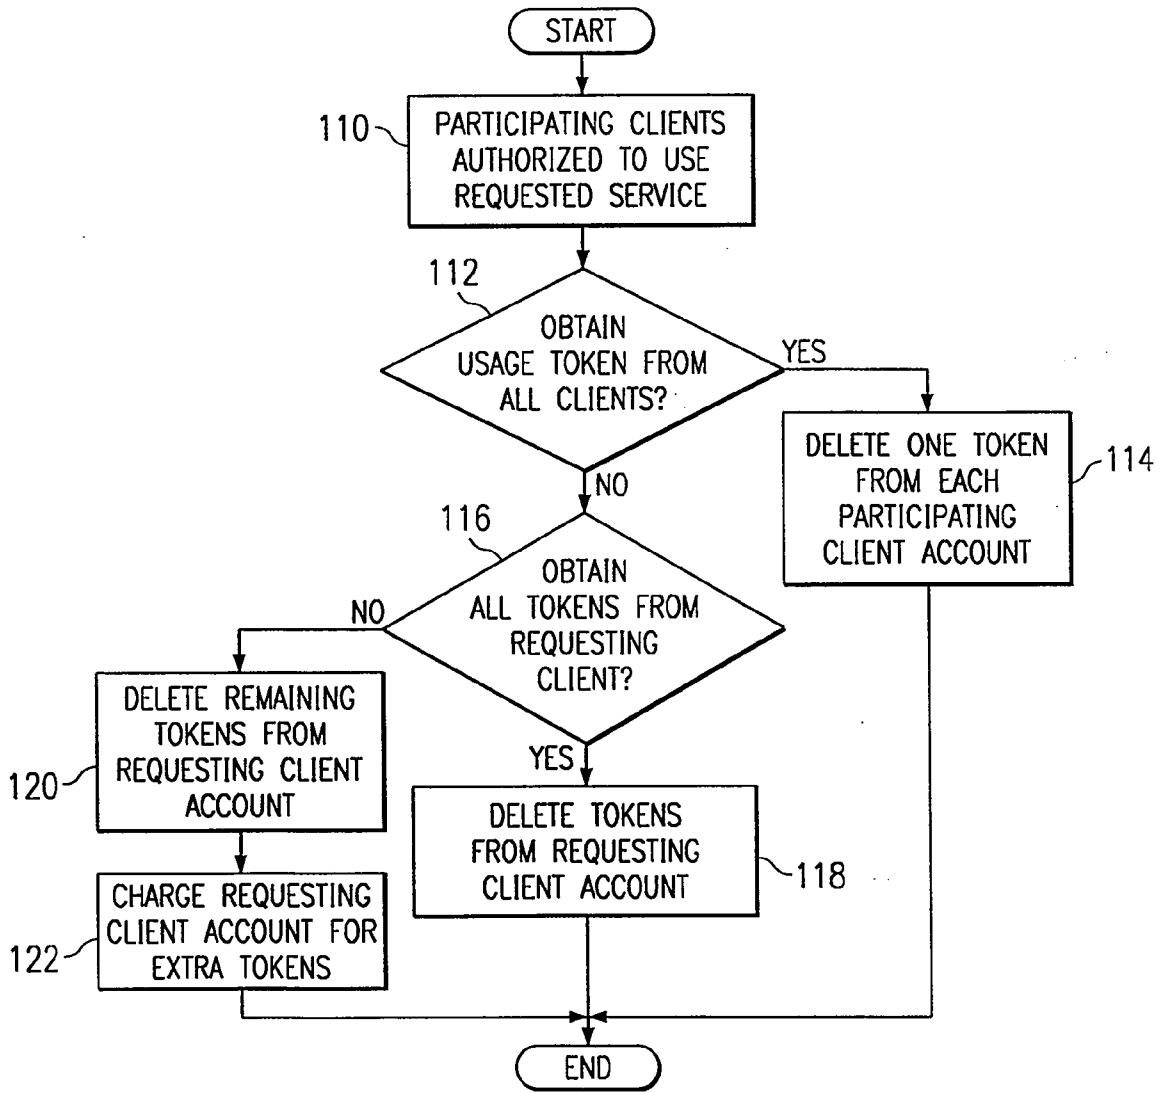 START
110
PARTICIPATING CLIENTS
AUTHORIZED TO USE
REQUESTED SERVICE
112
OBTAIN
USAGE TOKEN FROM
ALL CLIENTS?
YES
DELETE ONE TOKEN
FROM EACH
PARTICIPATING
CLIENT ACCOUNT
114
NO
116
OBTAIN
ALL TOKENS FROM
REQUESTING
CLIENT?
NO
DELETE REMAINING
TOKENS FROM
REQUESTING CLIENT
ACCOUNT
120
YES
DELETE TOKENS
FROM REQUESTING
CLIENT ACCOUNT
118
CHARGE REQUESTING
CLIENT ACCOUNT FOR
EXTRA TOKENS
122
END